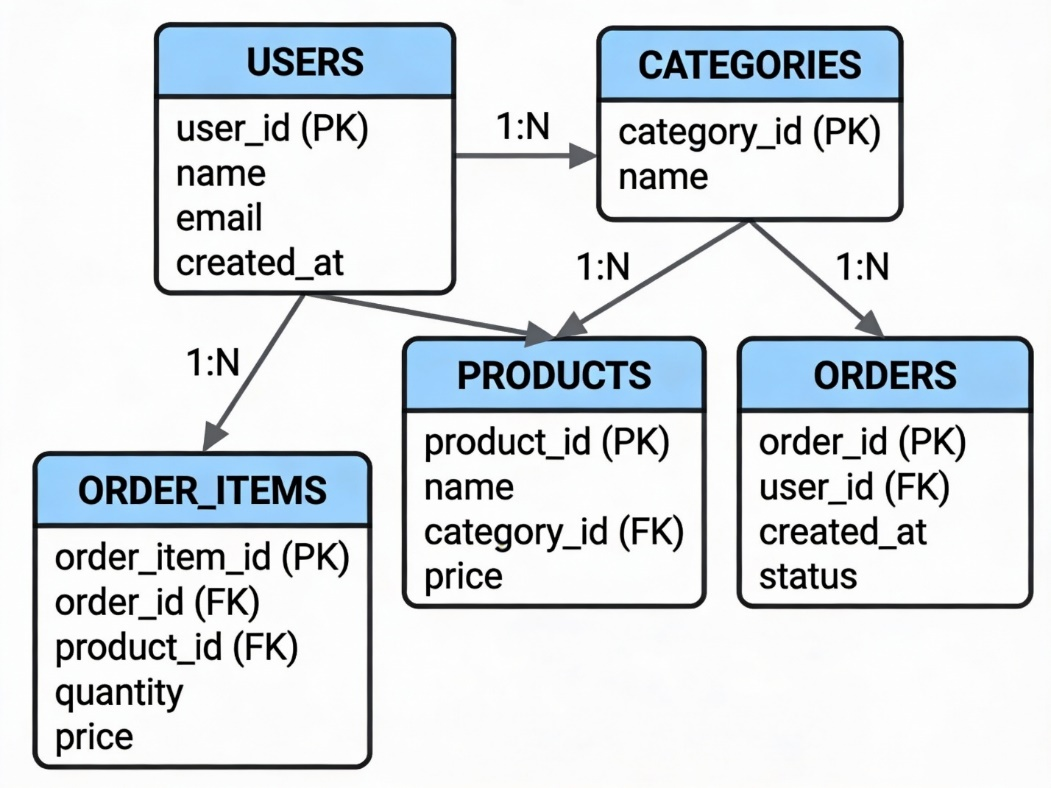 USERS
user_id (PK)
name
email
created_at
1:N
CATEGORIES
category_id (PK)
name
1:N
1:N
1:N
PRODUCTS
product_id (PK)
name
category_id (FK)
price
ORDERS
order_id (PK)
user_id (FK)
created_at
status
ORDER_ITEMS
order_item_id (PK)
order_id (FK)
product_id (FK)
quantity
price